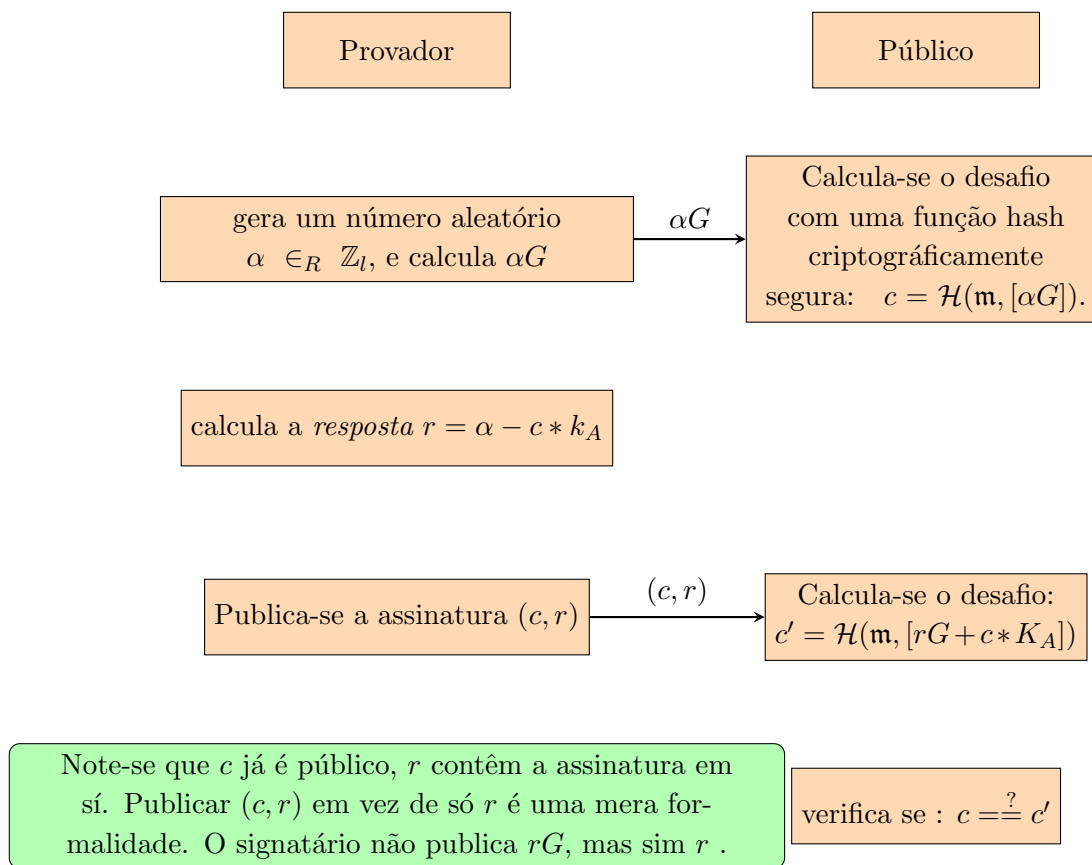 Provador
Público
gera um número aleatório
α ∈_R ℤ_l, e calcula αG
αG
Calcula-se o desafio
com uma função hash
criptográficamente
segura: c = ℋ(𝔪, [αG]).
calcula a resposta r = α − c ∗ k_A
Publica-se a assinatura (c, r)
(c, r)
Calcula-se o desafio:
c′ = ℋ(𝔪, [rG + c ∗ K_A])
Note-se que c já é público, r contêm a assinatura em
sí. Publicar (c, r) em vez de só r é uma mera for-
malidade. O signatário não publica rG, mas sim r .
verifica se : c =≟= c′